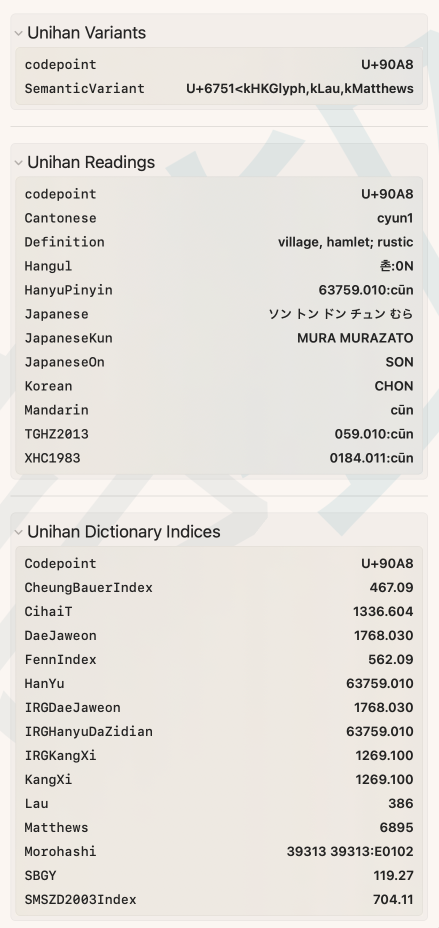 Unihan Variants
codepoint U+90A8
SemanticVariant U+6751<kHKGlyph,kLau,kMatthews
Unihan Readings
codepoint U+90A8
Cantonese cyun1
Definition village, hamlet; rustic
Hangul 촌:0N
HanyuPinyin 63759.010:cūn
Japanese ソン トン ドン チュン むら
JapaneseKun MURA MURAZATO
JapaneseOn SON
Korean CHON
Mandarin cūn
TGHZ2013 059.010:cūn
XHC1983 0184.011:cūn
Unihan Dictionary Indices
Codepoint U+90A8
CheungBauerIndex 467.09
CihaiT 1336.604
DaeJaweon 1768.030
FennIndex 562.09
HanYu 63759.010
IRGDaeJaweon 1768.030
IRGHanyuDaZidian 63759.010
IRGKangXi 1269.100
KangXi 1269.100
Lau 386
Matthews 6895
Morohashi 39313 39313:E0102
SBGY 119.27
SMSZD2003Index 704.11